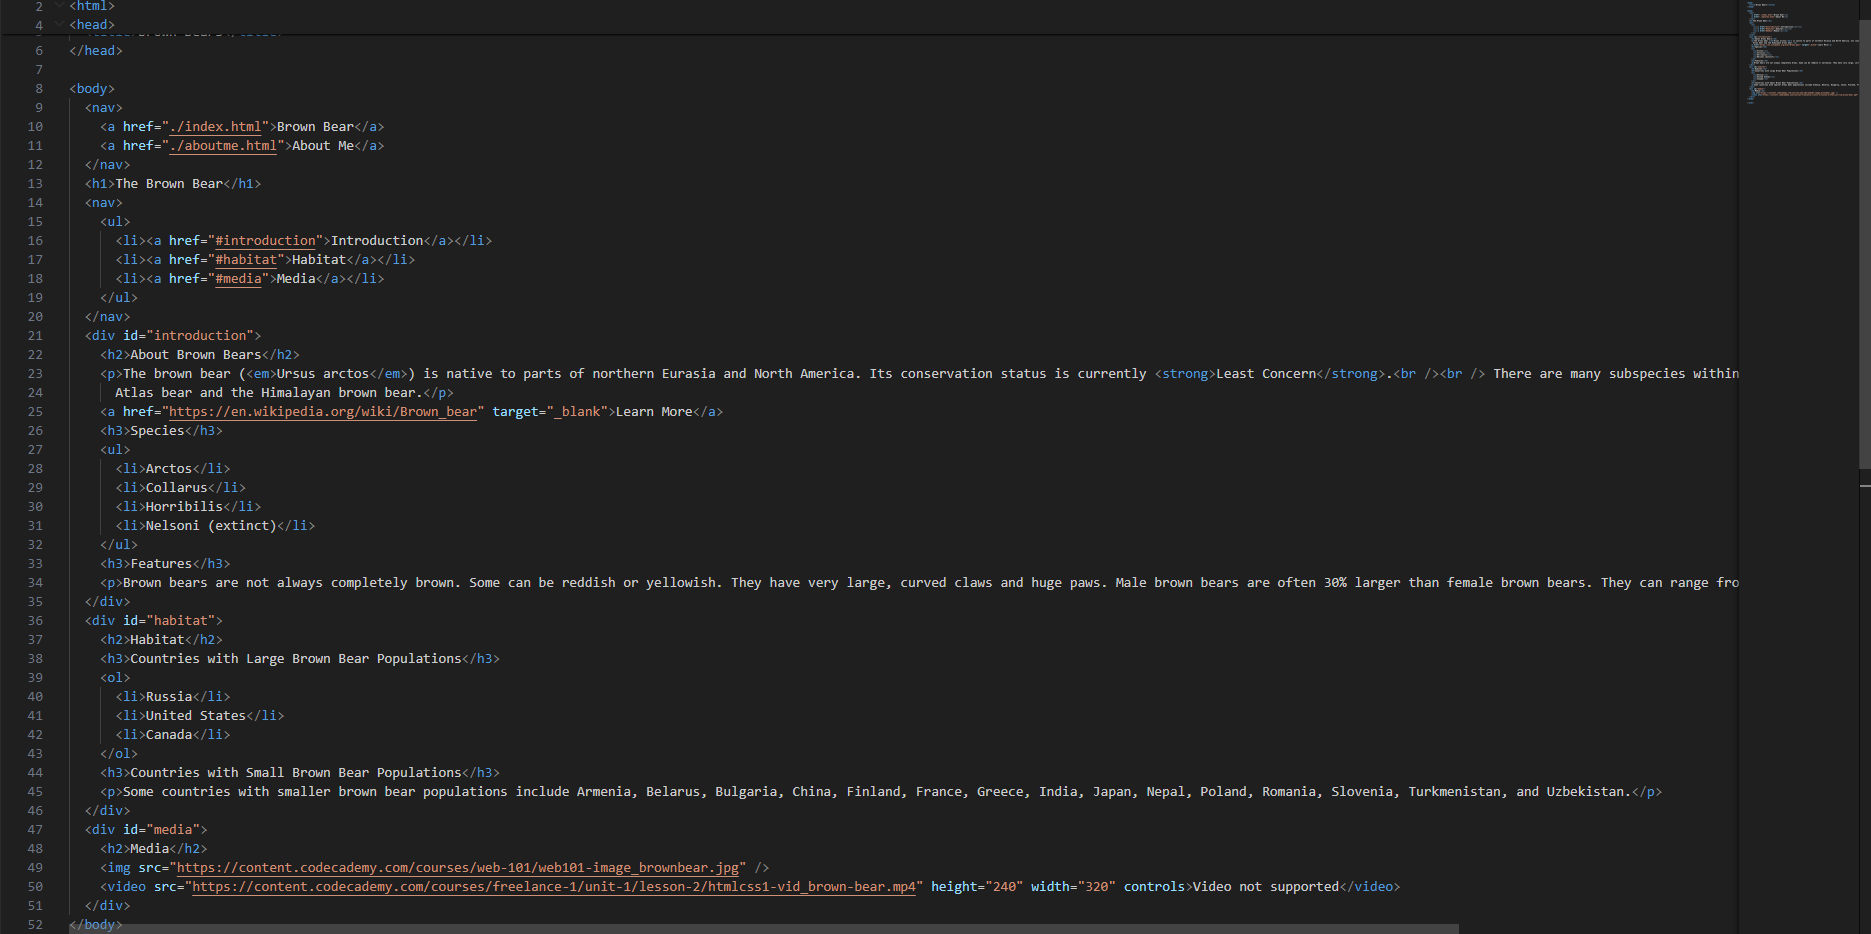 2 <html>
4 <head>
6 </head>
7
8 <body>
9 <nav>
10 <a href="./index.html">Brown Bear</a>
11 <a href="./aboutme.html">About Me</a>
12 </nav>
13 <h1>The Brown Bear</h1>
14 <nav>
15 <ul>
16 <li><a href="#introduction">Introduction</a></li>
17 <li><a href="#habitat">Habitat</a></li>
18 <li><a href="#media">Media</a></li>
19 </ul>
20 </nav>
21 <div id="introduction">
22 <h2>About Brown Bears</h2>
23 <p>The brown bear (<em>Ursus arctos</em>) is native to parts of northern Eurasia and North America. Its conservation status is currently <strong>Least Concern</strong>.<br /><br /> There are many subspecies within
24 Atlas bear and the Himalayan brown bear.</p>
25 <a href="https://en.wikipedia.org/wiki/Brown_bear" target="_blank">Learn More</a>
26 <h3>Species</h3>
27 <ul>
28 <li>Arctos</li>
29 <li>Collarus</li>
30 <li>Horribilis</li>
31 <li>Nelsoni (extinct)</li>
32 </ul>
33 <h3>Features</h3>
34 <p>Brown bears are not always completely brown. Some can be reddish or yellowish. They have very large, curved claws and huge paws. Male brown bears are often 30% larger than female brown bears. They can range fro
35 </div>
36 <div id="habitat">
37 <h2>Habitat</h2>
38 <h3>Countries with Large Brown Bear Populations</h3>
39 <ol>
40 <li>Russia</li>
41 <li>United States</li>
42 <li>Canada</li>
43 </ol>
44 <h3>Countries with Small Brown Bear Populations</h3>
45 <p>Some countries with smaller brown bear populations include Armenia, Belarus, Bulgaria, China, Finland, France, Greece, India, Japan, Nepal, Poland, Romania, Slovenia, Turkmenistan, and Uzbekistan.</p>
46 </div>
47 <div id="media">
48 <h2>Media</h2>
49 <img src="https://content.codecademy.com/courses/web-101/web101-image_brownbear.jpg" />
50 <video src="https://content.codecademy.com/courses/freelance-1/unit-1/lesson-2/htmlcss1-vid_brown-bear.mp4" height="240" width="320" controls>Video not supported</video>
51 </div>
52 </body>